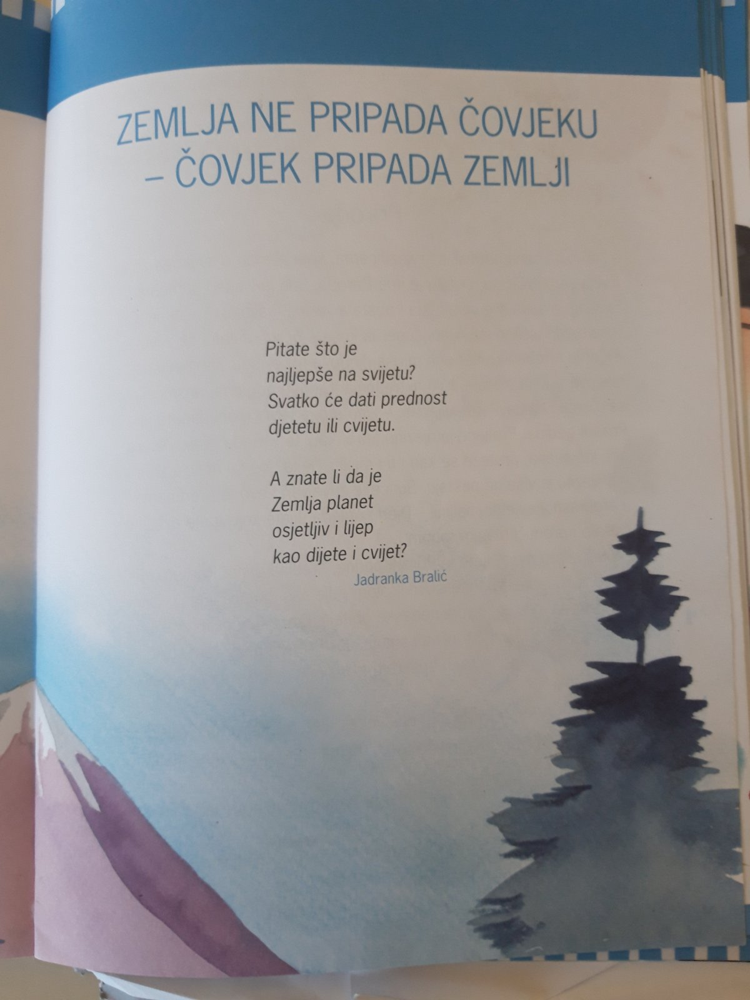 ZEMLJA NE PRIPADA ČOVJEKU
– ČOVJEK PRIPADA ZEMLJI
Pitate što je
najljepše na svijetu?
Svatko će dati prednost
djetetu ili cvijetu.
A znate li da je
Zemlja planet
osjetljiv i lijep
kao dijete i cvijet?
Jadranka Bralić